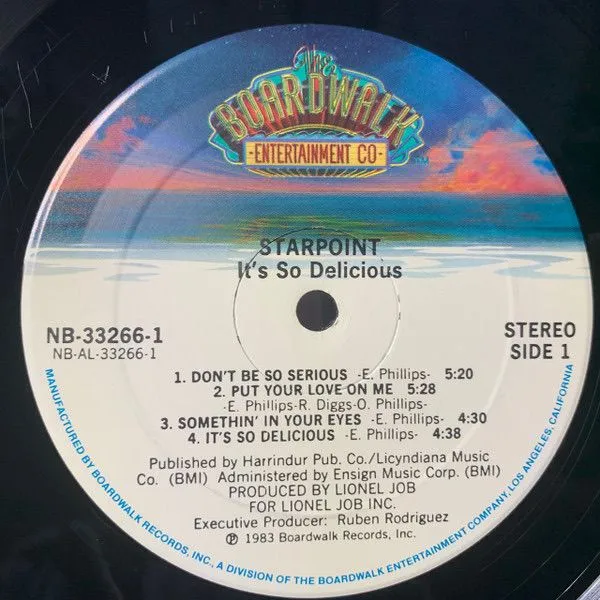 The
BOARDWALK
-ENTERTAINMENT CO-
TM
STARPOINT
It's So Delicious
NB-33266-1
NB-AL-33266-1
STEREO
SIDE 1
1. DON'T BE SO SERIOUS -E. Phillips- 5:20
2. PUT YOUR LOVE ON ME 5:28
-E. Phillips-R. Diggs-O. Phillips-
3. SOMETHIN' IN YOUR EYES -E. Phillips- 4:30
4. IT'S SO DELICIOUS -E. Phillips- 4:38
Published by Harrindur Pub. Co./Licyndiana Music
Co. (BMI) Administered by Ensign Music Corp. (BMI)
PRODUCED BY LIONEL JOB
FOR LIONEL JOB INC.
Executive Producer: Ruben Rodriguez
℗ 1983 Boardwalk Records, Inc.
MANUFACTURED BY BOARDWALK RECORDS, INC., A DIVISION OF THE BOARDWALK ENTERTAINMENT COMPANY, LOS ANGELES, CALIFORNIA